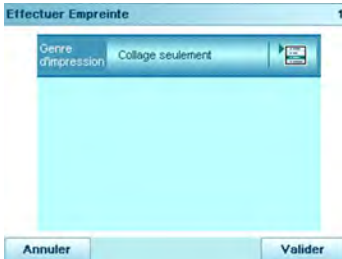 Effectuer Empreinte 1
Genre
d'impression
Collage seulement
Annuler Valider